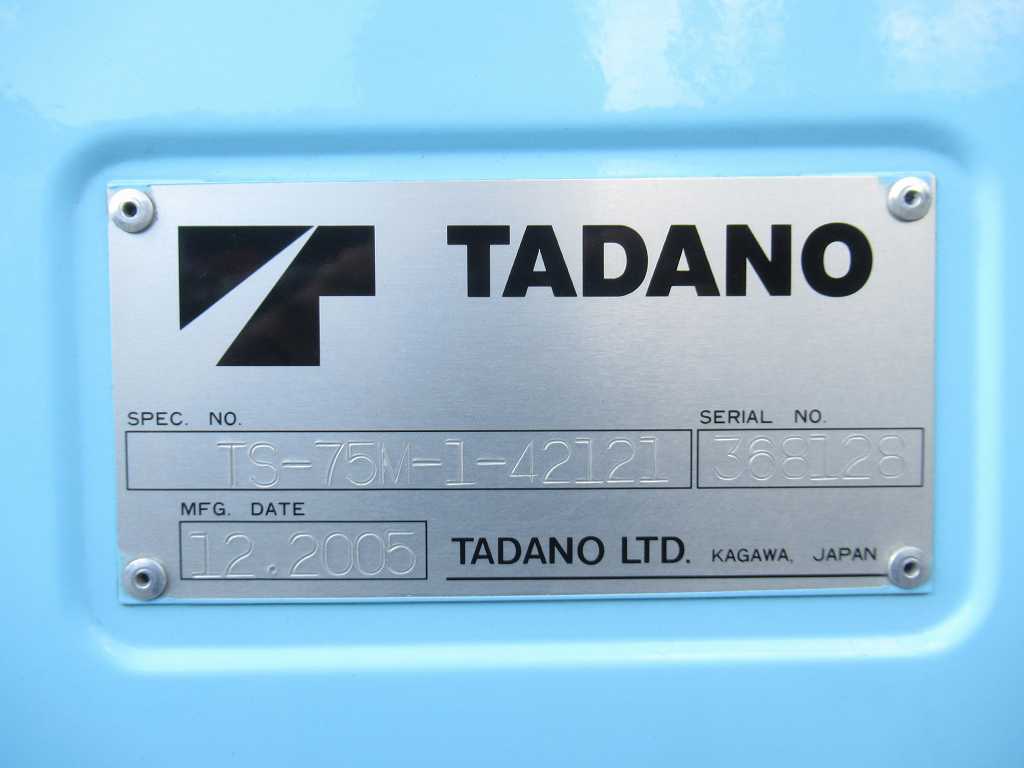 TADANO
SPEC. NO.
SERIAL NO.
TS-75M-1-42121
368128
MFG. DATE
12.2005
TADANO LTD. KAGAWA, JAPAN